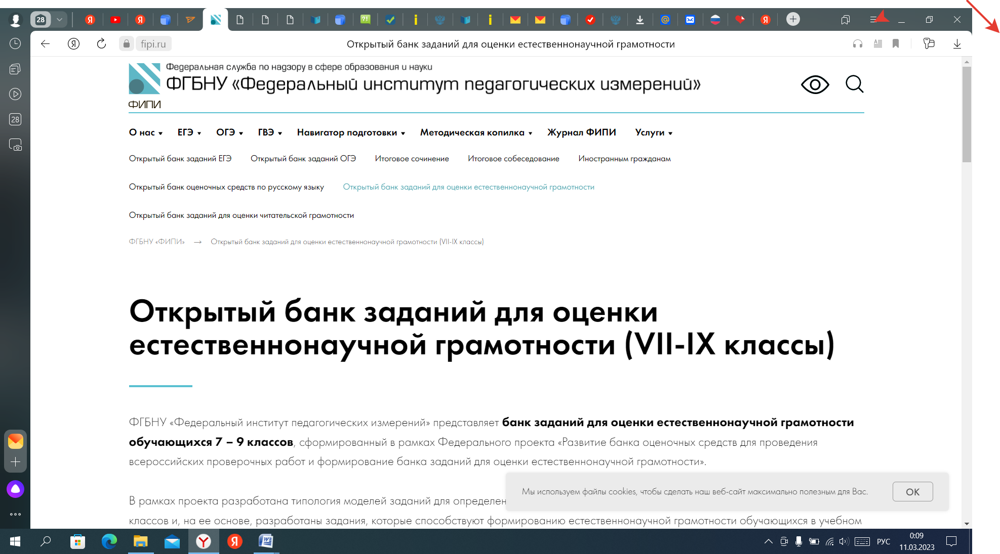 28
fipi.ru
Открытый банк заданий для оценки естественнонаучной грамотности
Федеральная служба по надзору в сфере образования и науки
ФГБНУ «Федеральный институт педагогических измерений»
ФИПИ
О нас ЕГЭ ОГЭ ГВЭ Навигатор подготовки Методическая копилка Журнал ФИПИ Услуги
Открытый банк заданий ЕГЭ Открытый банк заданий ОГЭ Итоговое сочинение Итоговое собеседование Иностранным гражданам
28
Открытый банк оценочных средств по русскому языку Открытый банк заданий для оценки естественнонаучной грамотности
Открытый банк заданий для оценки читательской грамотности
ФГБНУ «ФИПИ» → Открытый банк заданий для оценки естественнонаучной грамотности (VII-IX классы)
Открытый банк заданий для оценки
естественнонаучной грамотности (VII-IX классы)
ФГБНУ «Федеральный институт педагогических измерений» представляет банк заданий для оценки естественнонаучной грамотности
обучающихся 7 – 9 классов, сформированный в рамках Федерального проекта «Развитие банка оценочных средств для проведения
всероссийских проверочных работ и формирование банка заданий для оценки естественнонаучной грамотности».
Мы используем файлы cookies, чтобы сделать наш веб-сайт максимально полезным для Вас. OK
В рамках проекта разработана типология моделей заданий для определен
классов и, на ее основе, разработаны задания, которые способствуют формированию естественнонаучной грамотности обучающихся в учебном
РУС
0:09
11.03.2023